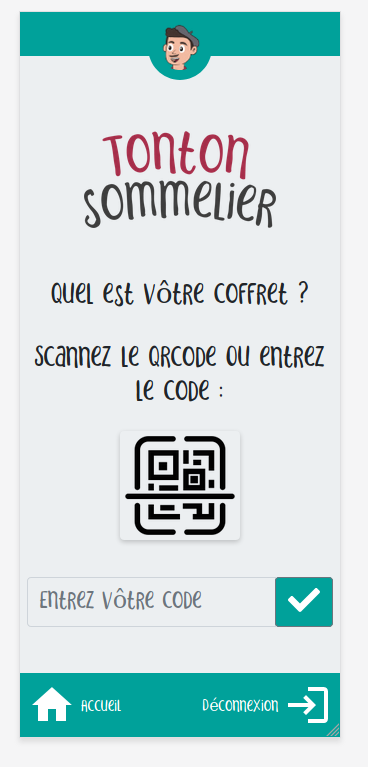 Tonton
Sommelier
Quel est vôtre coffret ?
Scannez le QRcode ou entrez
le code :
Entrez vôtre code
Accueil
Déconnexion